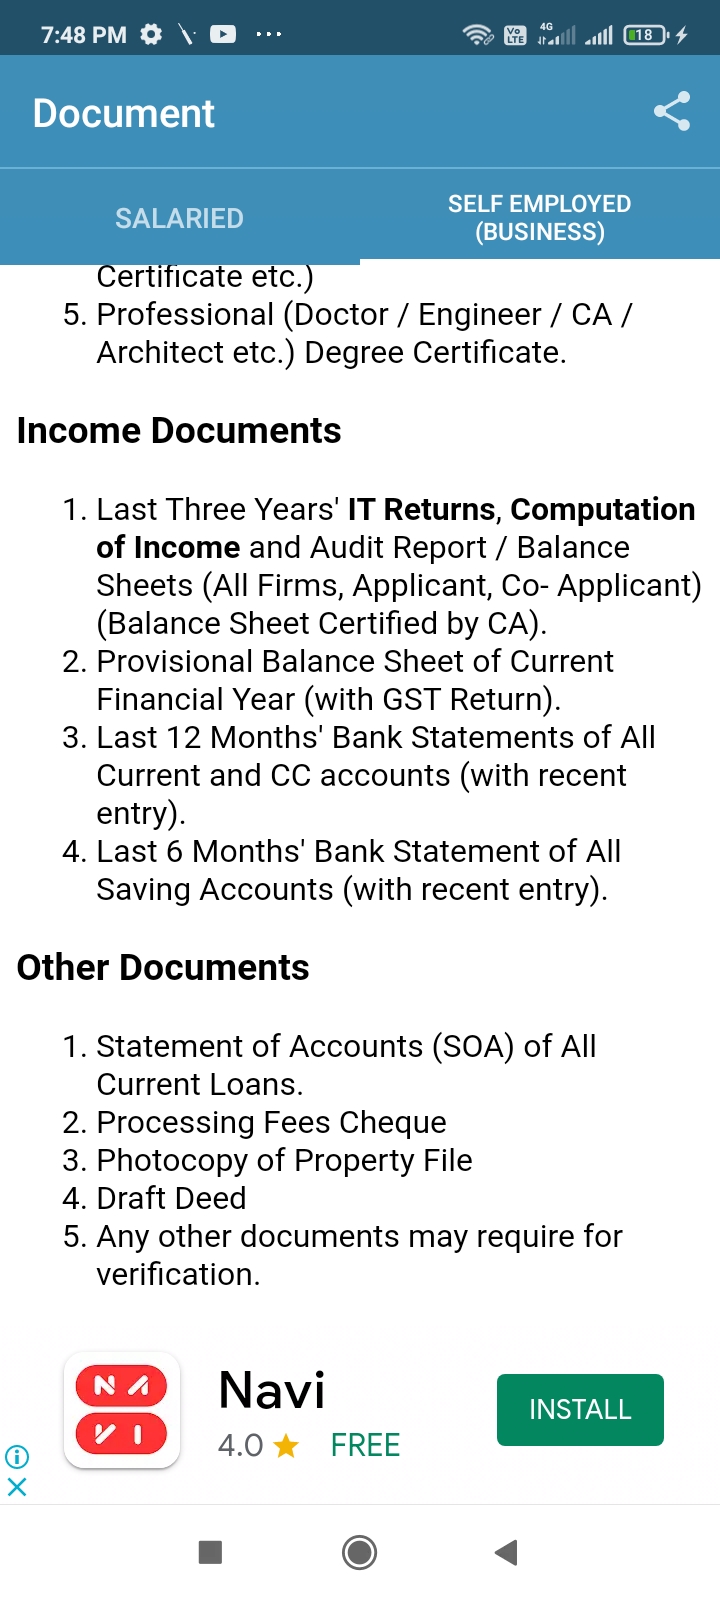 7:48 PM
Vo LTE 4G 18
Document
SALARIED
SELF EMPLOYED
(BUSINESS)
Certificate etc.)
5. Professional (Doctor / Engineer / CA /
Architect etc.) Degree Certificate.
Income Documents
1. Last Three Years' IT Returns, Computation
of Income and Audit Report / Balance
Sheets (All Firms, Applicant, Co- Applicant)
(Balance Sheet Certified by CA).
2. Provisional Balance Sheet of Current
Financial Year (with GST Return).
3. Last 12 Months' Bank Statements of All
Current and CC accounts (with recent
entry).
4. Last 6 Months' Bank Statement of All
Saving Accounts (with recent entry).
Other Documents
1. Statement of Accounts (SOA) of All
Current Loans.
2. Processing Fees Cheque
3. Photocopy of Property File
4. Draft Deed
5. Any other documents may require for
verification.
NAVI
Navi
4.0 ★ FREE
INSTALL